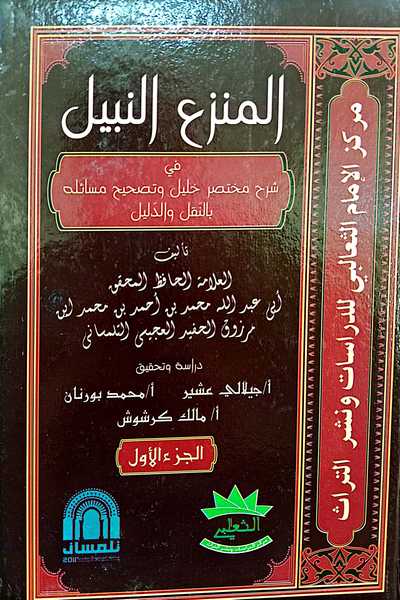 المنزع النبيل
في
شرح مختصر خليل وتصحيح مسائله
بالنقل والدليل
تأليف
العلامة الحافظ المحقق
أبي عبد الله محمد بن أحمد بن محمد ابن
مرزوق الحفيد العجيسي التلمساني
دراسة وتحقيق
أ/جيلالي عشير أ/محمد بورنان
أ/مالك كرشوش
الجزء الأول
الثعالبي
تلمسان
2011
مركز الإمام الثعالبي للدراسات ونشر التراث